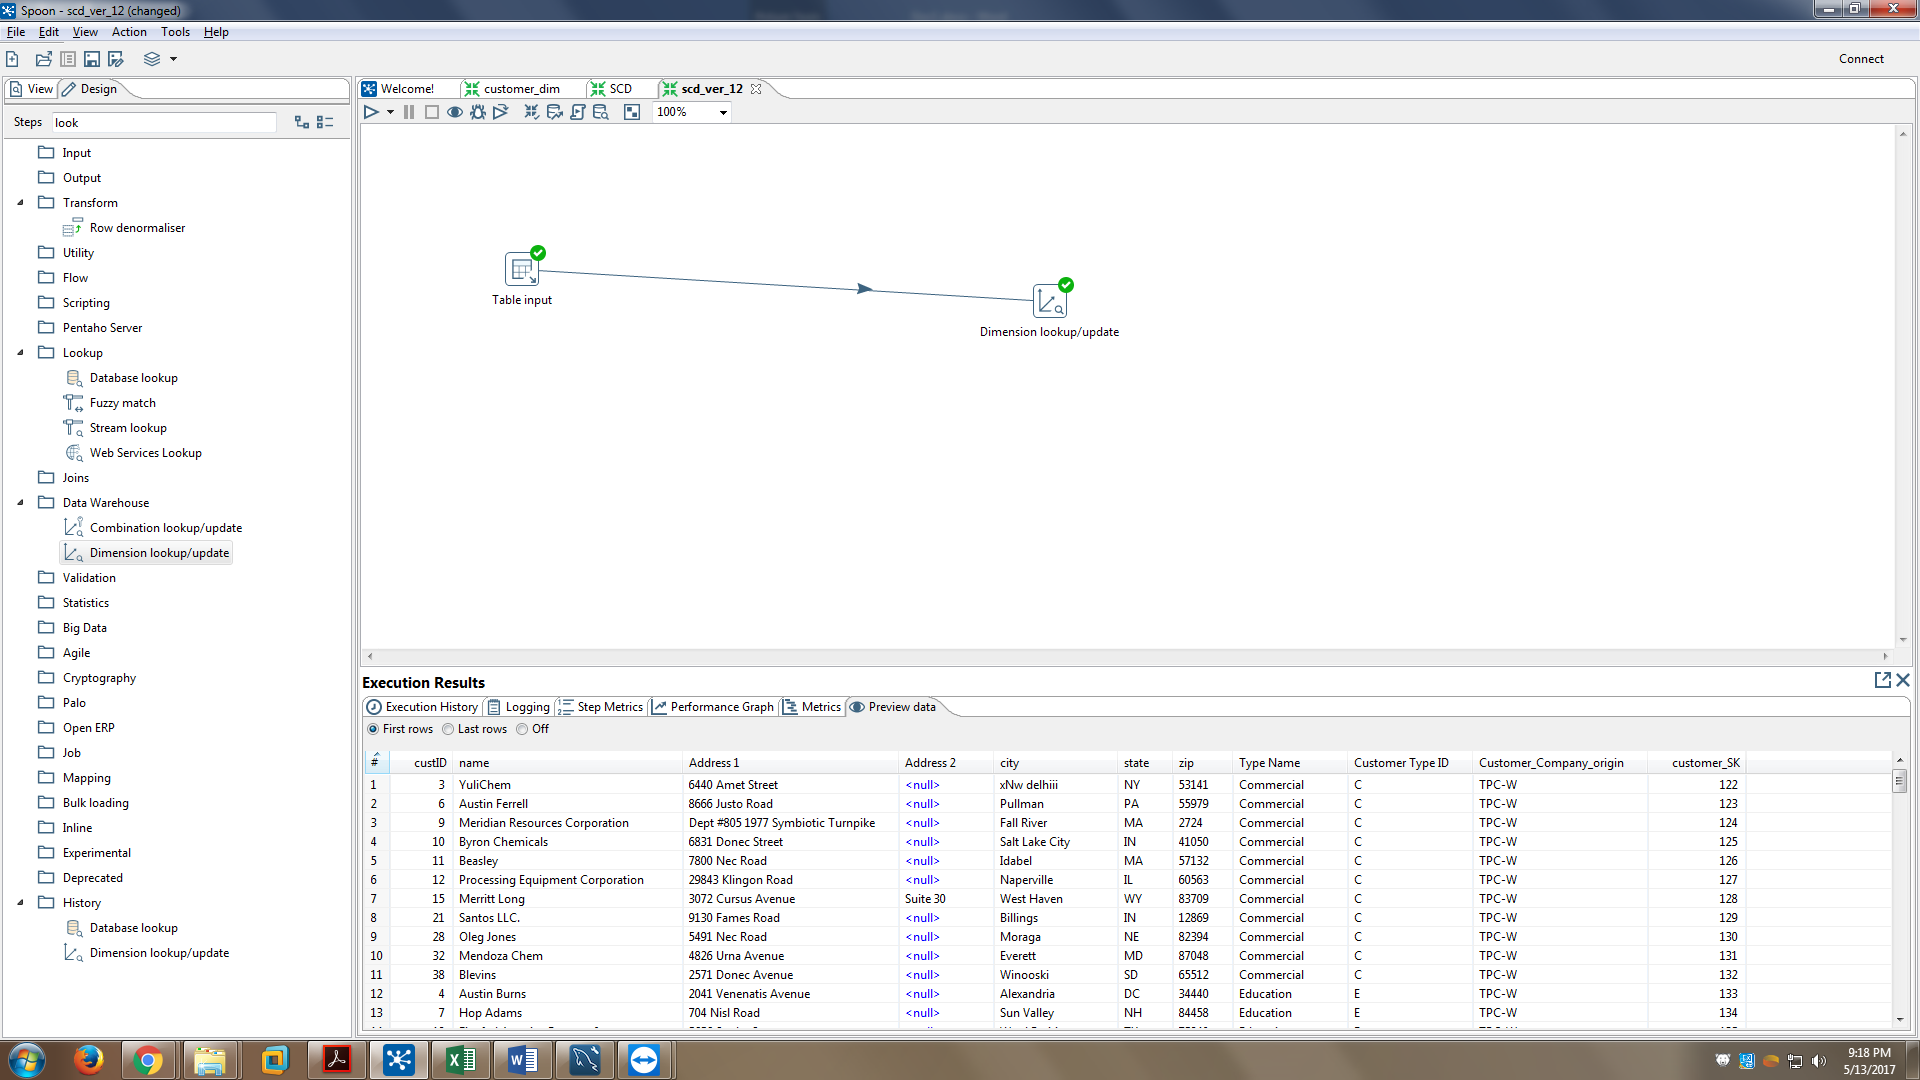 Spoon - scd_ver_12 (changed)
File Edit View Action Tools Help
Connect
View Design
Steps look
Input
Output
Transform
Row denormaliser
Utility
Flow
Scripting
Pentaho Server
Lookup
Database lookup
Fuzzy match
Stream lookup
Web Services Lookup
Joins
Data Warehouse
Combination lookup/update
Dimension lookup/update
Validation
Statistics
Big Data
Agile
Cryptography
Palo
Open ERP
Job
Mapping
Bulk loading
Inline
Experimental
Deprecated
History
Database lookup
Dimension lookup/update
Welcome! customer_dim SCD scd_ver_12
100%
Table input
Dimension lookup/update
Execution Results
Execution History Logging Step Metrics Performance Graph Metrics Preview data
First rows Last rows Off
# custID name Address 1 Address 2 city state zip Type Name Customer Type ID Customer_Company_origin customer_SK
1 3 YuliChem 6440 Amet Street <null> xNw delhiii NY 53141 Commercial C TPC-W 122
2 6 Austin Ferrell 8666 Justo Road <null> Pullman PA 55979 Commercial C TPC-W 123
3 9 Meridian Resources Corporation Dept #805 1977 Symbiotic Turnpike <null> Fall River MA 2724 Commercial C TPC-W 124
4 10 Byron Chemicals 6831 Donec Street <null> Salt Lake City IN 41050 Commercial C TPC-W 125
5 11 Beasley 7800 Nec Road <null> Idabel MA 57132 Commercial C TPC-W 126
6 12 Processing Equipment Corporation 29843 Klingon Road <null> Naperville IL 60563 Commercial C TPC-W 127
7 15 Merritt Long 3072 Cursus Avenue Suite 30 West Haven WY 83709 Commercial C TPC-W 128
8 21 Santos LLC. 9130 Fames Road <null> Billings IN 12869 Commercial C TPC-W 129
9 28 Oleg Jones 5491 Nec Road <null> Moraga NE 82394 Commercial C TPC-W 130
10 32 Mendoza Chem 4826 Urna Avenue <null> Everett MD 87048 Commercial C TPC-W 131
11 38 Blevins 2571 Donec Avenue <null> Winooski SD 65512 Commercial C TPC-W 132
12 4 Austin Burns 2041 Venenatis Avenue <null> Alexandria DC 34440 Education E TPC-W 133
13 7 Hop Adams 704 Nisl Road <null> Sun Valley NH 84458 Education E TPC-W 134
9:18 PM
5/13/2017